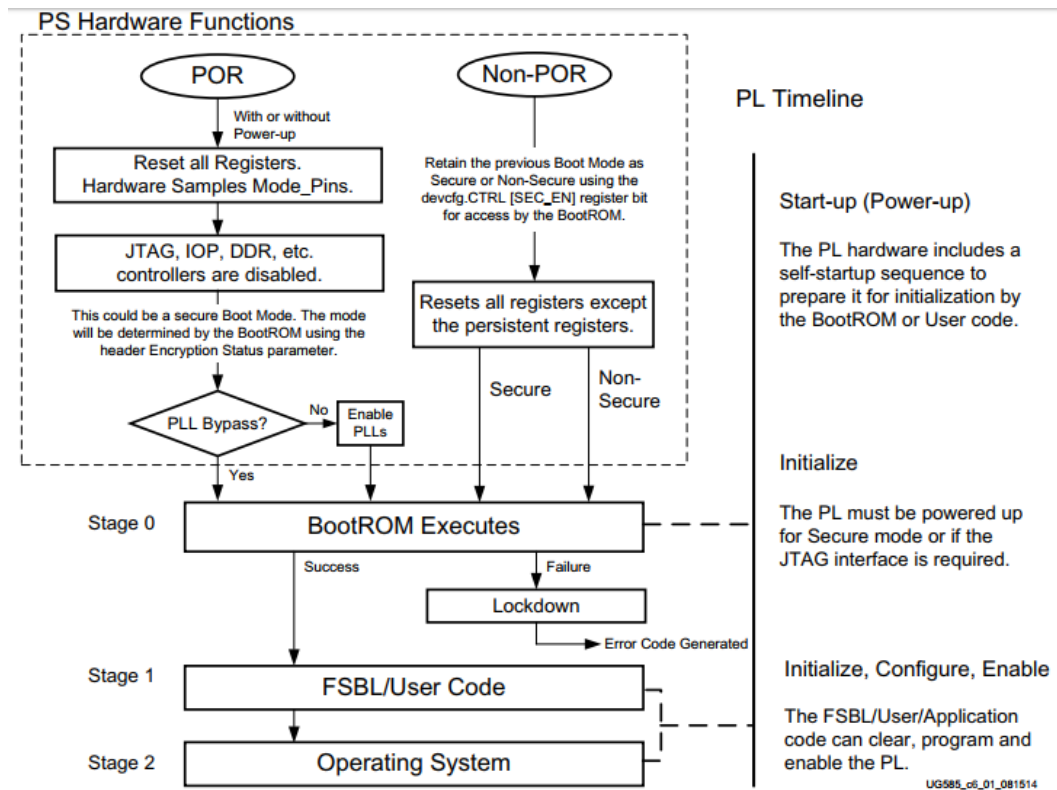 PS Hardware Functions
POR
Non-POR
PL Timeline
With or without
Power-up
Reset all Registers.
Hardware Samples Mode_Pins.
Retain the previous Boot Mode as
Secure or Non-Secure using the
devcfg.CTRL [SEC_EN] register bit
for access by the BootROM.
Start-up (Power-up)
JTAG, IOP, DDR, etc.
controllers are disabled.
The PL hardware includes a
self-startup sequence to
prepare it for initialization by
the BootROM or User code.
This could be a secure Boot Mode. The mode
will be determined by the BootROM using the
header Encryption Status parameter.
Resets all registers except
the persistent registers.
Secure
Non-
Secure
PLL Bypass?
No
Enable
PLLs
Yes
Initialize
Stage 0
BootROM Executes
The PL must be powered up
for Secure mode or if the
JTAG interface is required.
Success
Failure
Lockdown
Error Code Generated
Stage 1
FSBL/User Code
Initialize, Configure, Enable
The FSBL/User/Application
code can clear, program and
enable the PL.
Stage 2
Operating System
UG585_c6_01_081514